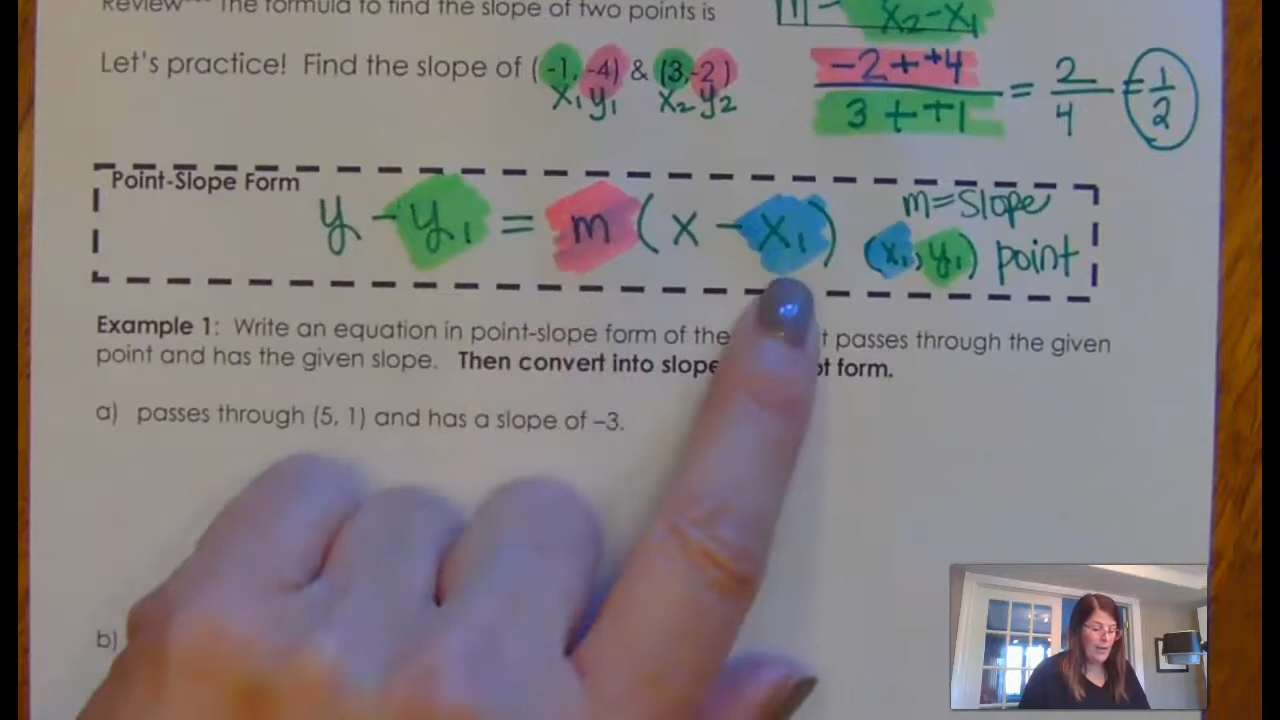 Review*** The formula to find the slope of two points is
x₂-x₁
Let's practice! Find the slope of (-1,-4) & (3,-2)
x₁ y₁ x₂ y₂
-2++4
3++1
= 2/4 = 1/2
Point-Slope Form
y-y₁ = m(x-x₁)
m=slope
(x₁,y₁) point
Example 1: Write an equation in point-slope form of the t passes through the given
point and has the given slope. Then convert into slope pt form.
a) passes through (5, 1) and has a slope of –3.
b)